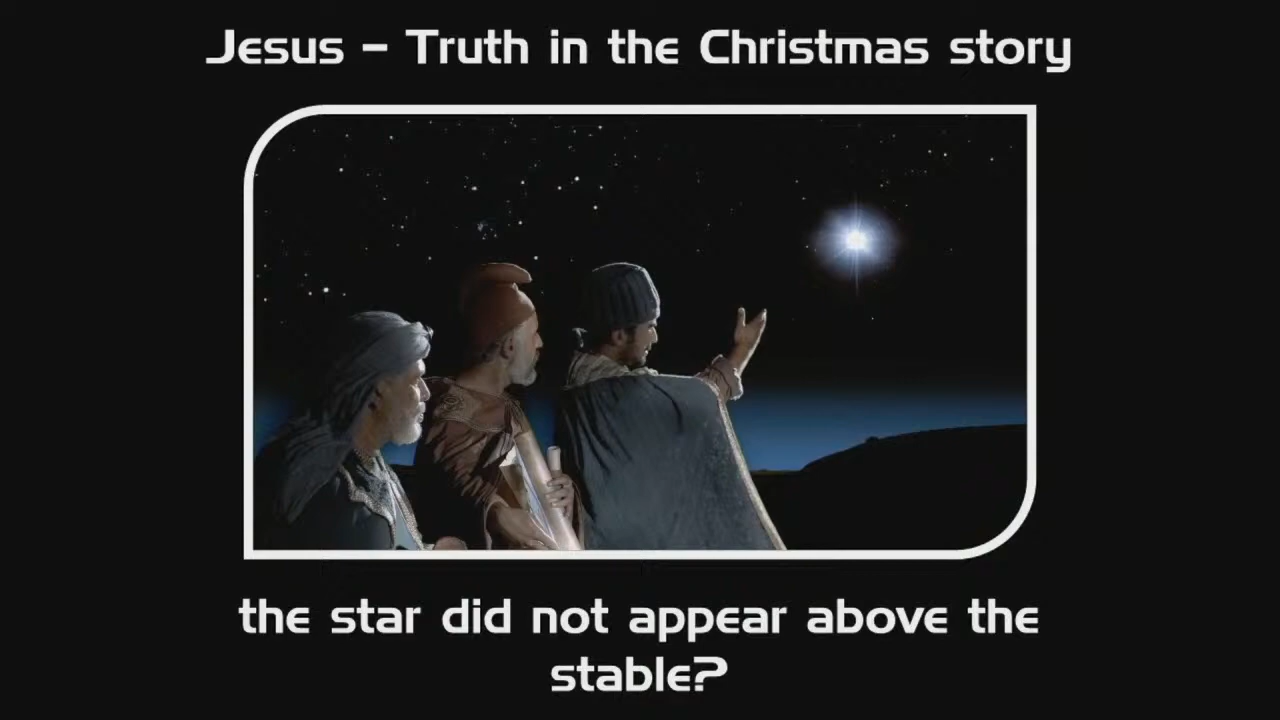 Jesus – Truth in the Christmas story
the star did not appear above the
stable?